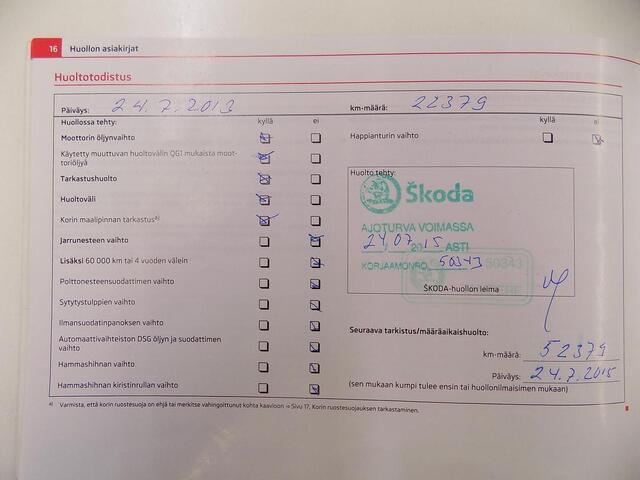 16 Huollon asiakirjat
Huoltotodistus
Päiväys: 24.7.2013 km-määrä: 22379
Huollossa tehty: kyllä ei kyllä ei
Moottorin öljynvaihto Happianturin vaihto
Käytetty muuttuvan huoltovälin QG1 mukaista moot-
toriöljyä
Tarkastushuolto
Huoltoväli
Korin maalipinnan tarkastus a)
Jarrunesteen vaihto
Lisäksi 60 000 km tai 4 vuoden välein
Polttonesteensuodattimen vaihto
Sytytystulppien vaihto
Ilmansuodatinpanoksen vaihto
Automaattivaihteiston DSG öljyn ja suodattimen
vaihto
Hammashihnan vaihto
Hammashihnan kiristinrullan vaihto
Huolto tehty:
Škoda
AJOTURVA VOIMASSA
24.07 2015 ASTI
KORJAAMONRO. 50343
50343
ŠKODA-huollon leima
Seuraava tarkistus/määräaikaishuolto:
km-määrä: 52379
Päiväys: 24.7.2015
(sen mukaan kumpi tulee ensin tai huollonilmaisimen mukaan)
a) Varmista, että korin ruostesuoja on ehjä tai merkitse vahingoittunut kohta kaavioon ⇒ Sivu 17, Korin ruostesuojauksen tarkastaminen.